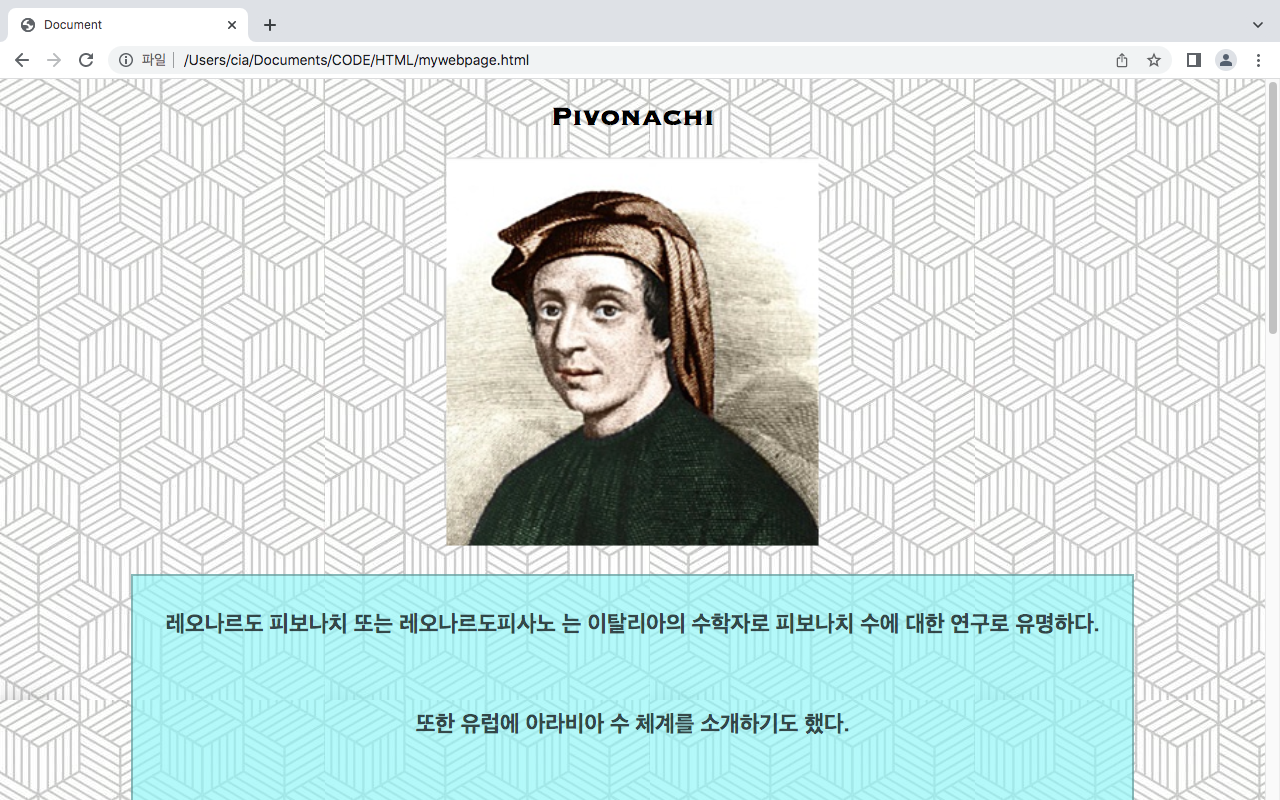 Document
파일
/Users/cia/Documents/CODE/HTML/mywebpage.html
Pivonachi
레오나르도 피보나치 또는 레오나르도피사노 는 이탈리아의 수학자로 피보나치 수에 대한 연구로 유명하다.
또한 유럽에 아라비아 수 체계를 소개하기도 했다.